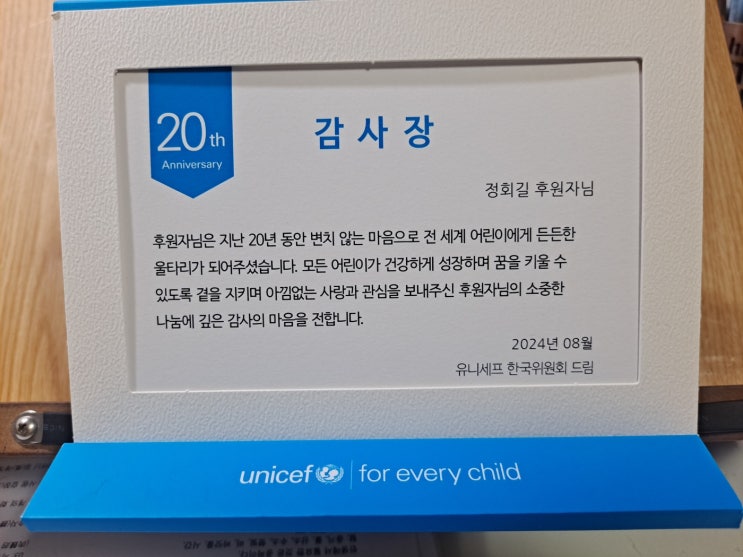 20th
Anniversary
감사장
정회길 후원자님
후원자님은 지난 20년 동안 변치 않는 마음으로 전 세계 어린이에게 든든한
울타리가 되어주셨습니다. 모든 어린이가 건강하게 성장하며 꿈을 키울 수
있도록 곁을 지키며 아낌없는 사랑과 관심을 보내주신 후원자님의 소중한
나눔에 깊은 감사의 마음을 전합니다.
2024년 08월
유니세프 한국위원회 드림
unicef for every child